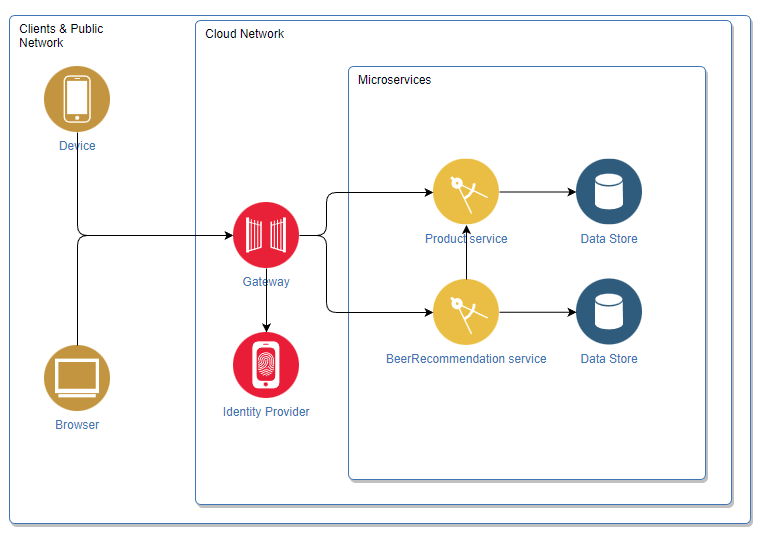 Clients & Public
Network
Cloud Network
Microservices
Device
Product service
Data Store
Gateway
BeerRecommendation service
Data Store
Identity Provider
Browser